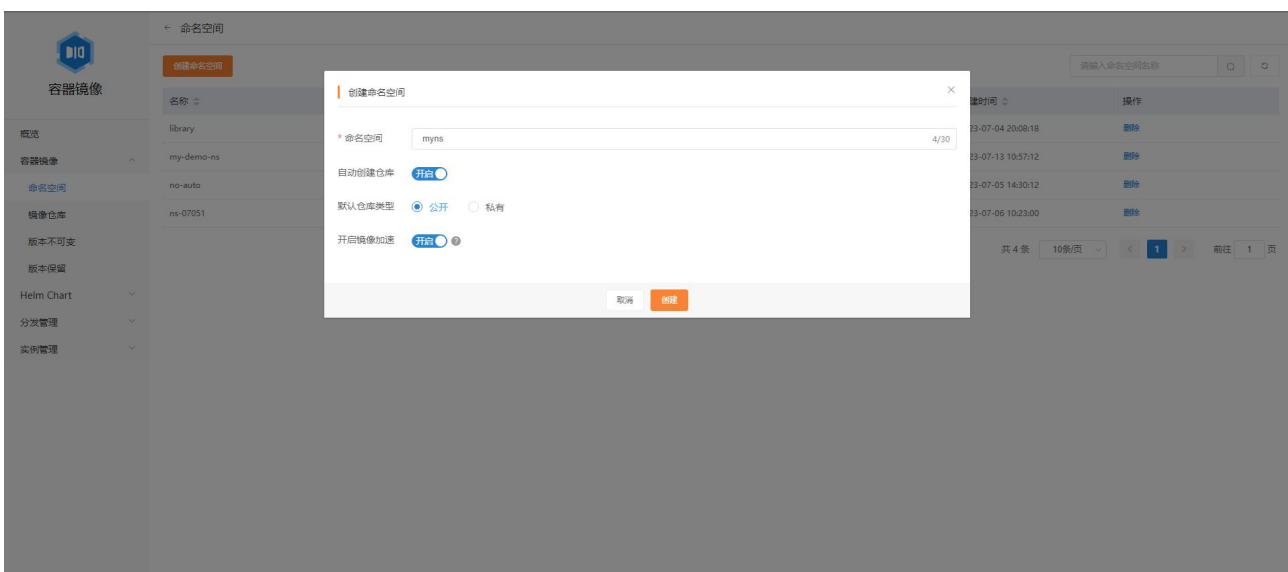 ← 命名空间
容器镜像
概览
容器镜像
命名空间
镜像仓库
版本不可变
版本保留
Helm Chart
分发管理
实例管理
创建命名空间
请输入命名空间名称
名称
建时间
操作
library
23-07-04 20:08:18
删除
my-demo-ns
23-07-13 10:57:12
删除
no-auto
23-07-05 14:30:12
删除
ns-07051
23-07-06 10:23:00
删除
共 4 条 10条/页 < 1 > 前往 1 页
创建命名空间
* 命名空间 myns 4/30
自动创建仓库 开启
默认仓库类型 公开 私有
开启镜像加速 开启
取消 创建